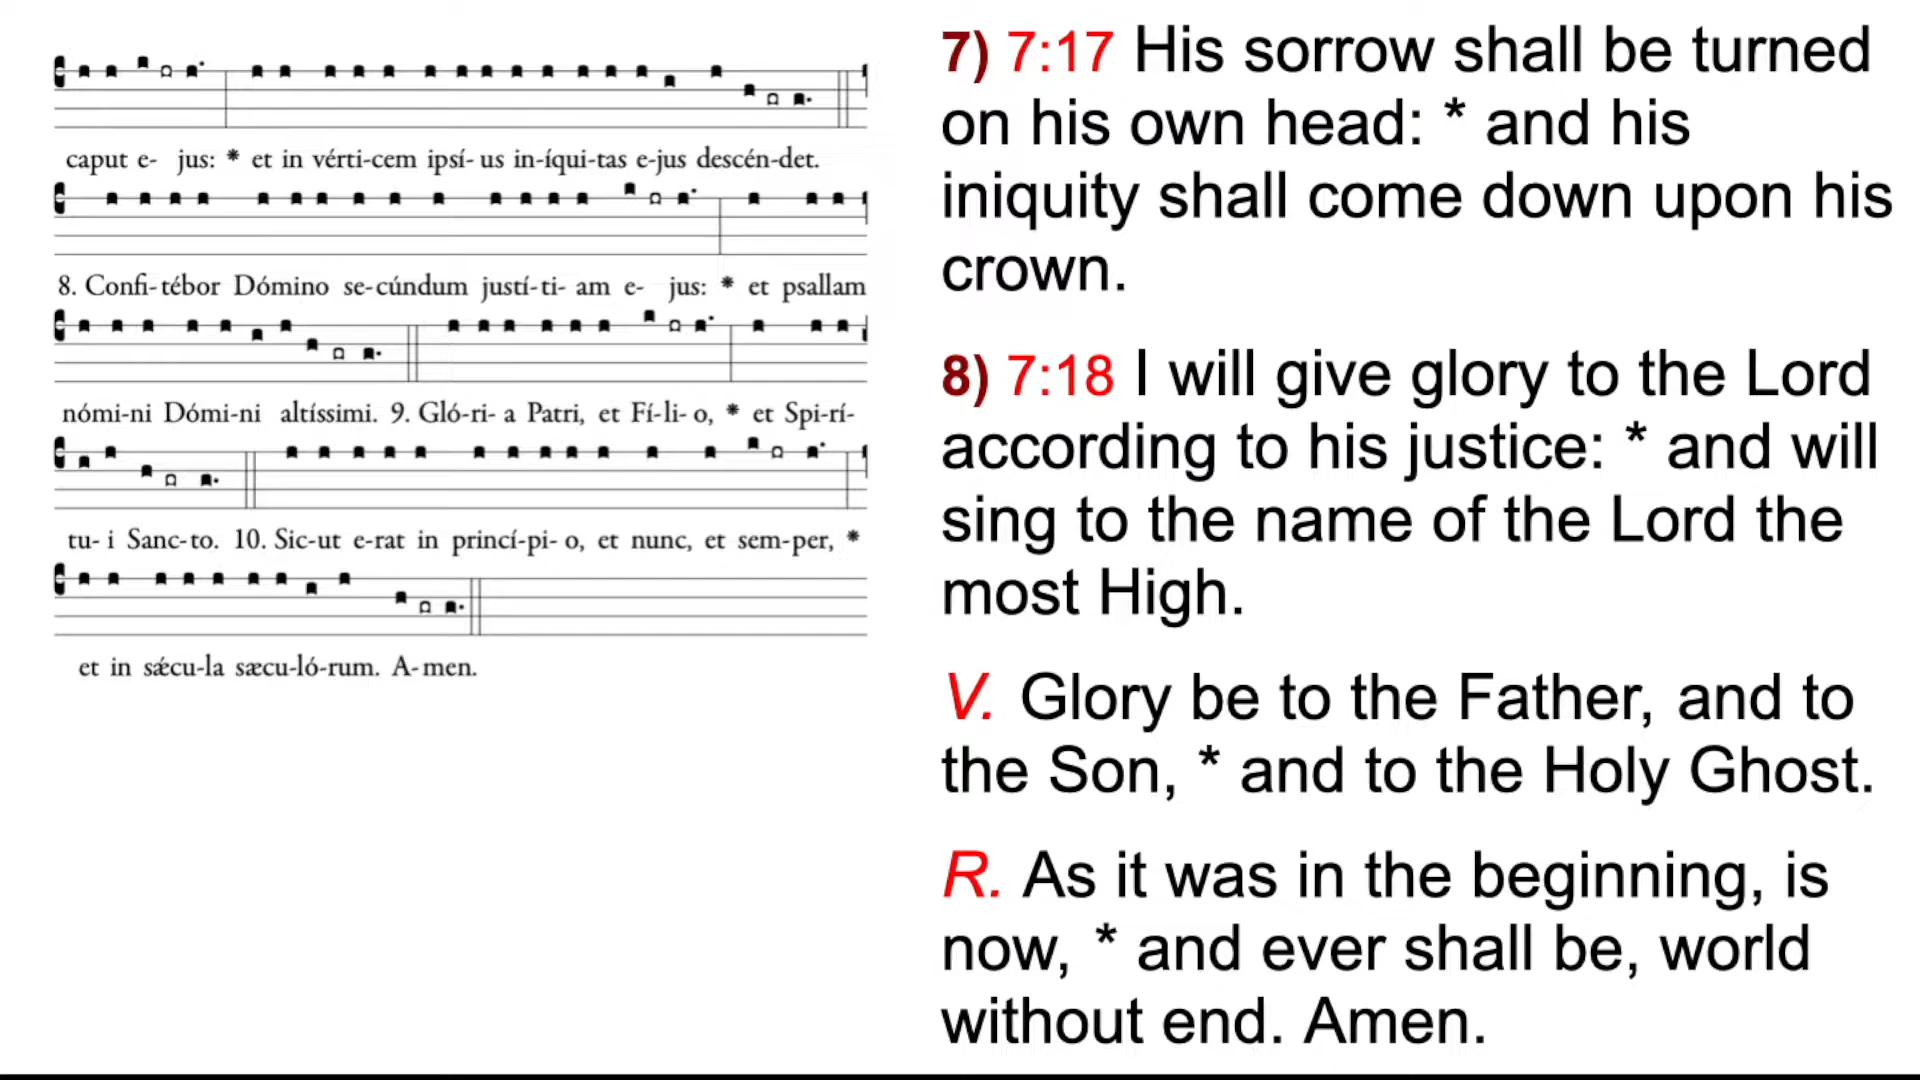 caput e- jus: * et in vérti-cem ipsí-us in-íqui-tas e-jus descén-det.
8. Confi-tébor Dómino se-cúndum justí-ti-am e- jus: * et psallam
nómi-ni Dómi-ni altíssimi. 9. Gló-ri-a Patri, et Fí-li-o, * et Spi-rí-
tu-i Sanc-to. 10. Sic-ut e-rat in princí-pi-o, et nunc, et sem-per, *
et in sǽcu-la sæcu-ló-rum. A-men.
7) 7:17 His sorrow shall be turned
on his own head: * and his
iniquity shall come down upon his
crown.
8) 7:18 I will give glory to the Lord
according to his justice: * and will
sing to the name of the Lord the
most High.
V. Glory be to the Father, and to
the Son, * and to the Holy Ghost.
R. As it was in the beginning, is
now, * and ever shall be, world
without end. Amen.